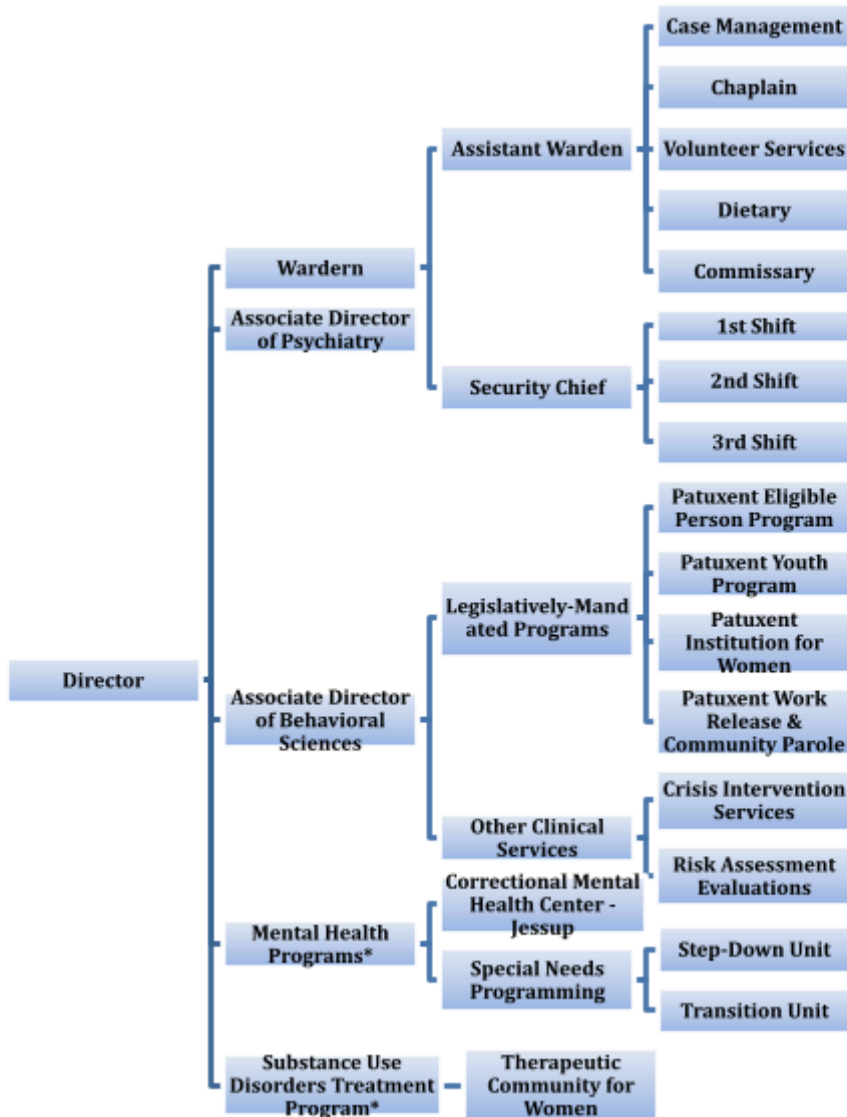 Director
Wardern
Assistant Warden
Case Management
Chaplain
Volunteer Services
Dietary
Commissary
Security Chief
1st Shift
2nd Shift
3rd Shift
Associate Director
of Psychiatry
Associate Director
of Behavioral
Sciences
Legislatively-Mand
ated Programs
Patuxent Eligible
Person Program
Patuxent Youth
Program
Patuxent
Institution for
Women
Patuxent Work
Release &
Community Parole
Other Clinical
Services
Crisis Intervention
Services
Risk Assessment
Evaluations
Mental Health
Programs*
Correctional Mental
Health Center -
Jessup
Special Needs
Programming
Step-Down Unit
Transition Unit
Substance Use
Disorders Treatment
Program*
Therapeutic
Community for
Women